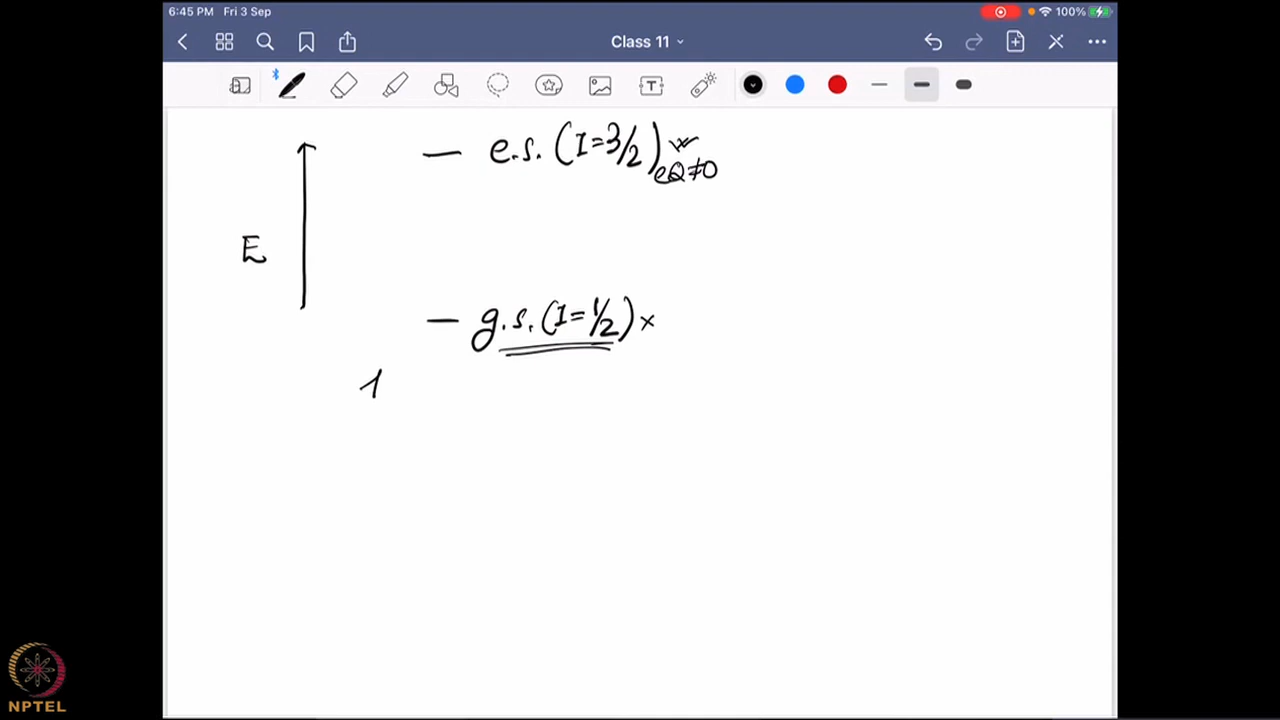 6:45 PM Fri 3 Sep
100%
Class 11
T
e.s. (I=3/2)
eQ≠0
E
g.s. (I=1/2) ×
1
NPTEL